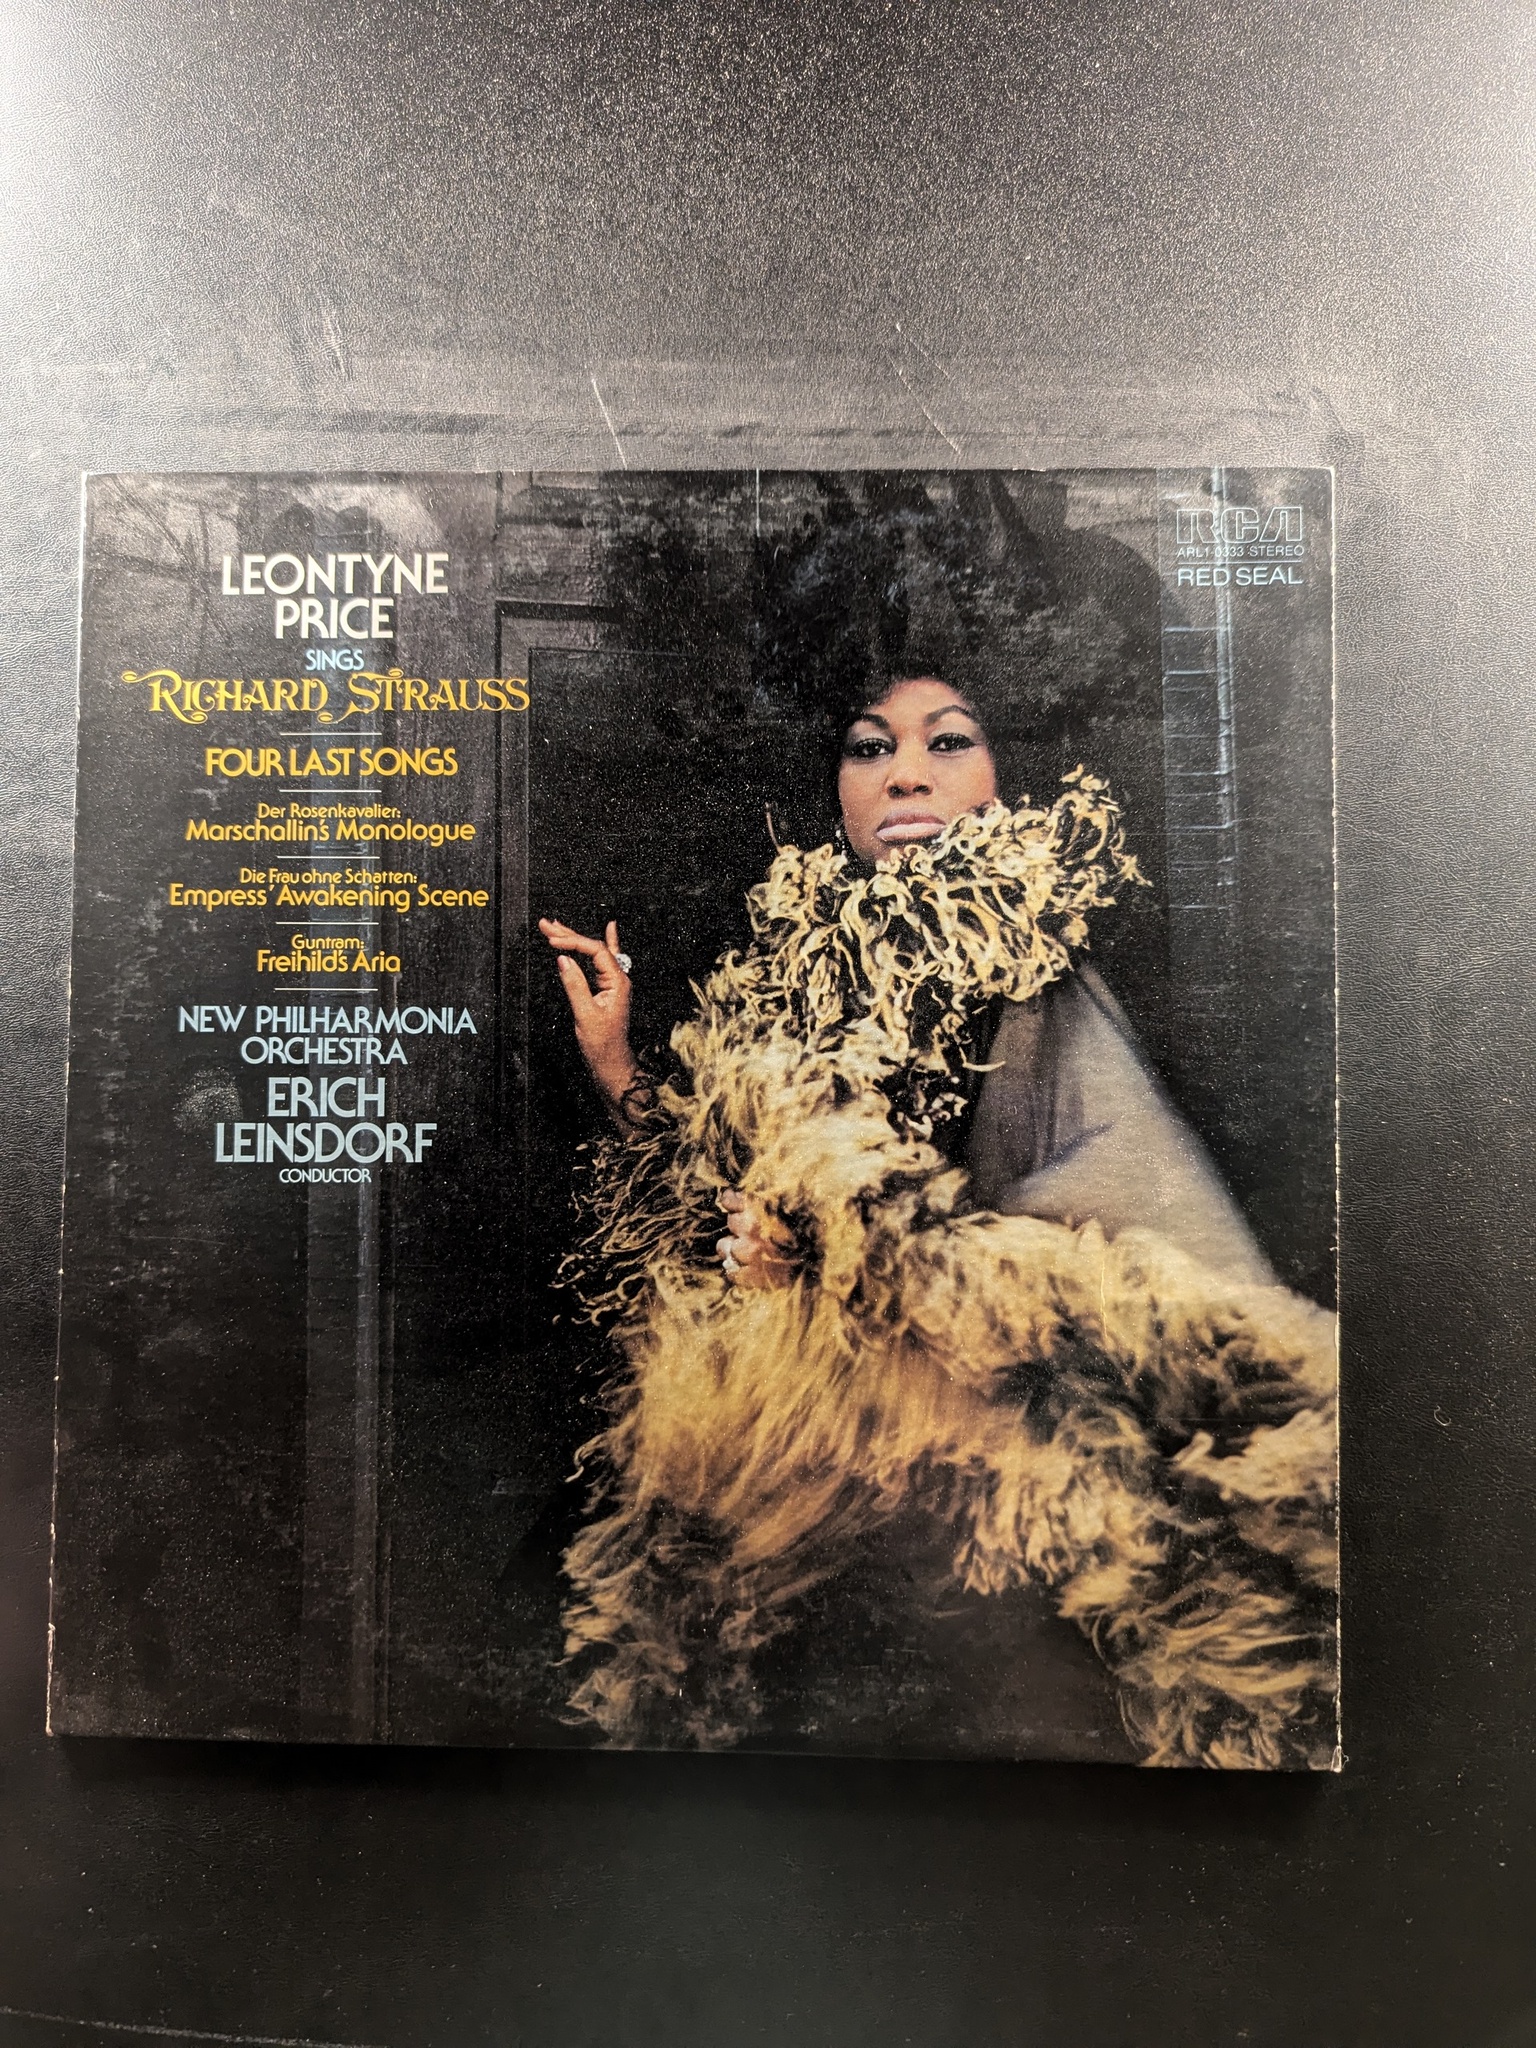 LEONTYNE
PRICE
SINGS
RICHARD STRAUSS
FOUR LAST SONGS
Der Rosenkavalier:
Marschallin's Monologue
Die Frau ohne Schatten:
Empress' Awakening Scene
Guntram:
Freihild's Aria
NEW PHILHARMONIA
ORCHESTRA
ERICH
LEINSDORF
CONDUCTOR
RCA
ARL1-0333 STEREO
RED SEAL